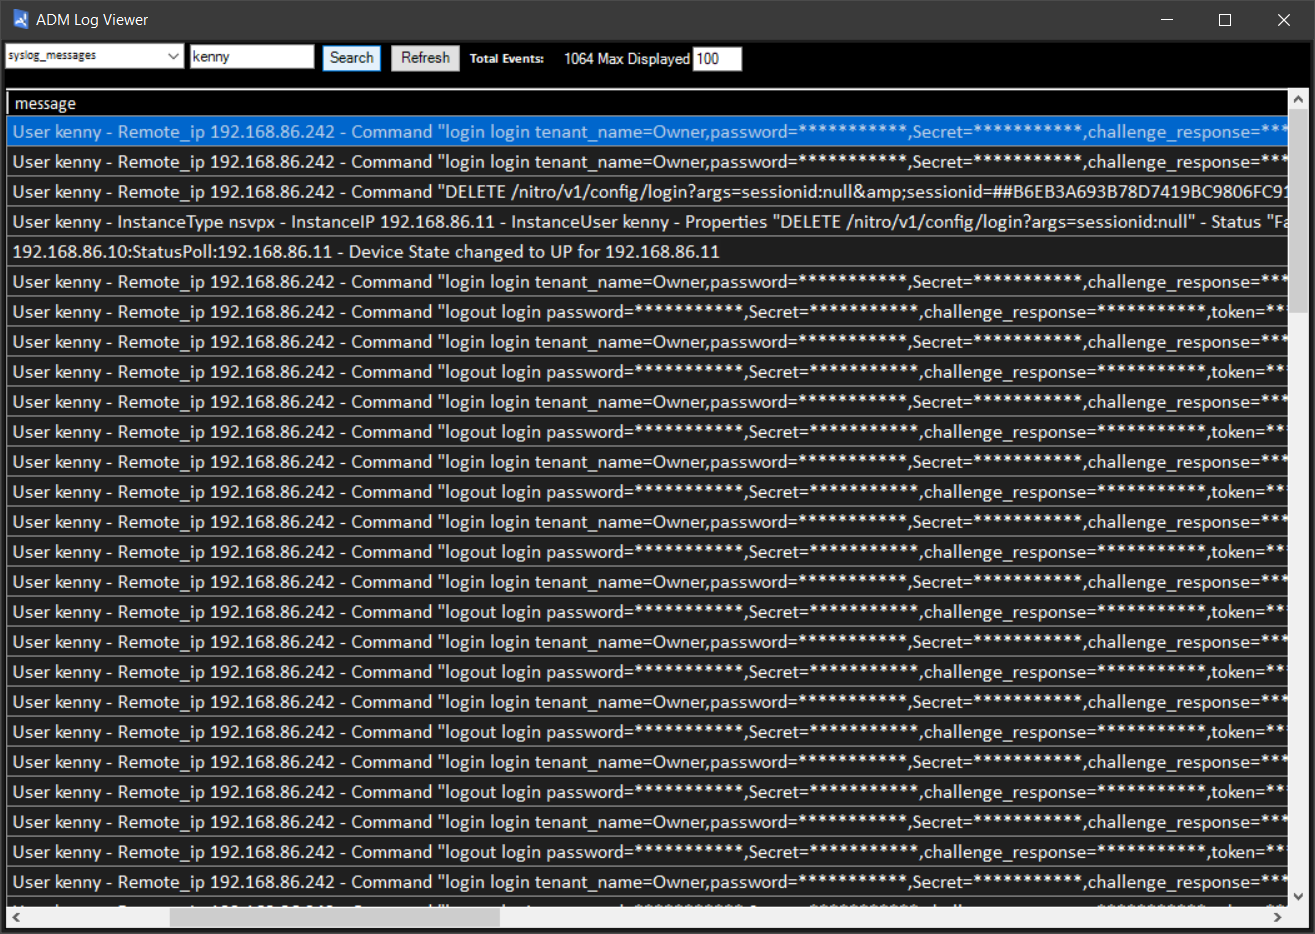 ADM Log Viewer
syslog_messages kenny Search Refresh Total Events: 1064 Max Displayed 100
message
User kenny - Remote_ip 192.168.86.242 - Command "login login tenant_name=Owner,password=***********,Secret=***********,challenge_response=***
User kenny - Remote_ip 192.168.86.242 - Command "login login tenant_name=Owner,password=***********,Secret=***********,challenge_response=***
User kenny - Remote_ip 192.168.86.242 - Command "DELETE /nitro/v1/config/login?args=sessionid:null&amp;sessionid=##B6EB3A693B78D7419BC9806FC91
User kenny - InstanceType nsvpx - InstanceIP 192.168.86.11 - InstanceUser kenny - Properties "DELETE /nitro/v1/config/login?args=sessionid:null" - Status "Fa
192.168.86.10:StatusPoll:192.168.86.11 - Device State changed to UP for 192.168.86.11
User kenny - Remote_ip 192.168.86.242 - Command "login login tenant_name=Owner,password=***********,Secret=***********,challenge_response=***
User kenny - Remote_ip 192.168.86.242 - Command "logout login password=***********,Secret=***********,challenge_response=***********,token=**
User kenny - Remote_ip 192.168.86.242 - Command "login login tenant_name=Owner,password=***********,Secret=***********,challenge_response=***
User kenny - Remote_ip 192.168.86.242 - Command "logout login password=***********,Secret=***********,challenge_response=***********,token=**
User kenny - Remote_ip 192.168.86.242 - Command "login login tenant_name=Owner,password=***********,Secret=***********,challenge_response=***
User kenny - Remote_ip 192.168.86.242 - Command "logout login password=***********,Secret=***********,challenge_response=***********,token=**
User kenny - Remote_ip 192.168.86.242 - Command "login login tenant_name=Owner,password=***********,Secret=***********,challenge_response=***
User kenny - Remote_ip 192.168.86.242 - Command "logout login password=***********,Secret=***********,challenge_response=***********,token=**
User kenny - Remote_ip 192.168.86.242 - Command "login login tenant_name=Owner,password=***********,Secret=***********,challenge_response=***
User kenny - Remote_ip 192.168.86.242 - Command "logout login password=***********,Secret=***********,challenge_response=***********,token=**
User kenny - Remote_ip 192.168.86.242 - Command "login login tenant_name=Owner,password=***********,Secret=***********,challenge_response=***
User kenny - Remote_ip 192.168.86.242 - Command "logout login password=***********,Secret=***********,challenge_response=***********,token=**
User kenny - Remote_ip 192.168.86.242 - Command "login login tenant_name=Owner,password=***********,Secret=***********,challenge_response=***
User kenny - Remote_ip 192.168.86.242 - Command "logout login password=***********,Secret=***********,challenge_response=***********,token=**
User kenny - Remote_ip 192.168.86.242 - Command "login login tenant_name=Owner,password=***********,Secret=***********,challenge_response=***
User kenny - Remote_ip 192.168.86.242 - Command "logout login password=***********,Secret=***********,challenge_response=***********,token=**
User kenny - Remote_ip 192.168.86.242 - Command "login login tenant_name=Owner,password=***********,Secret=***********,challenge_response=***
User kenny - Remote_ip 192.168.86.242 - Command "logout login password=***********,Secret=***********,challenge_response=***********,token=**
User kenny - Remote_ip 192.168.86.242 - Command "login login tenant_name=Owner,password=***********,Secret=***********,challenge_response=***
User kenny - Remote_ip 192.168.86.242 - Command "logout login password=***********,Secret=***********,challenge_response=***********,token=**
User kenny - Remote_ip 192.168.86.242 - Command "login login tenant_name=Owner,password=***********,Secret=***********,challenge_response=***